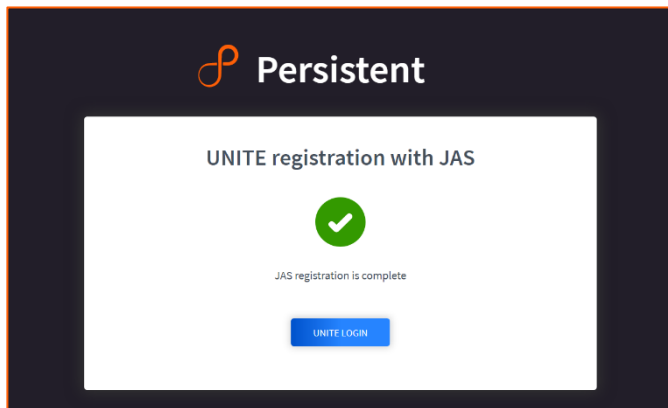 Persistent
UNITE registration with JAS
JAS registration is complete
UNITE LOGIN